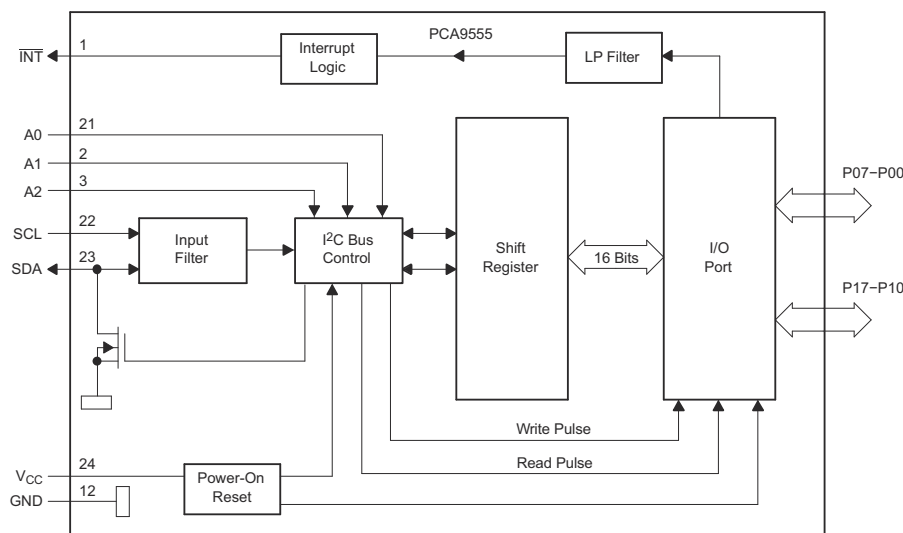 PCA9555
INT
1
Interrupt
Logic
LP Filter
A0
21
A1
2
A2
3
SCL
22
SDA
23
Input
Filter
I²C Bus
Control
Shift
Register
16 Bits
I/O
Port
P07–P00
P17–P10
Write Pulse
Read Pulse
VCC
24
GND
12
Power-On
Reset